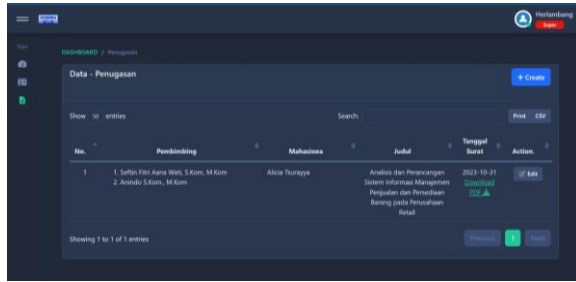 Herlambang
Super
DASHBOARD / Penugasan
Data - Penugasan
+ Create
Show 10 entries
Search:
Print CSV
No. Pembimbing Mahasiswa Judul Tanggal Surat Action.
1 1. Seftin Fitri Aana Wati, S.Kom, M.Kom
2. Anindo S.Kom., M.Kom
Alicia Tsurayya
Analisis dan Perancangan
Sistem Informasi Manajemen
Penjualan dan Persediaan
Barang pada Perusahaan
Retail
2023-10-31
Download
PDF
Edit
Showing 1 to 1 of 1 entries
Previous 1 Next